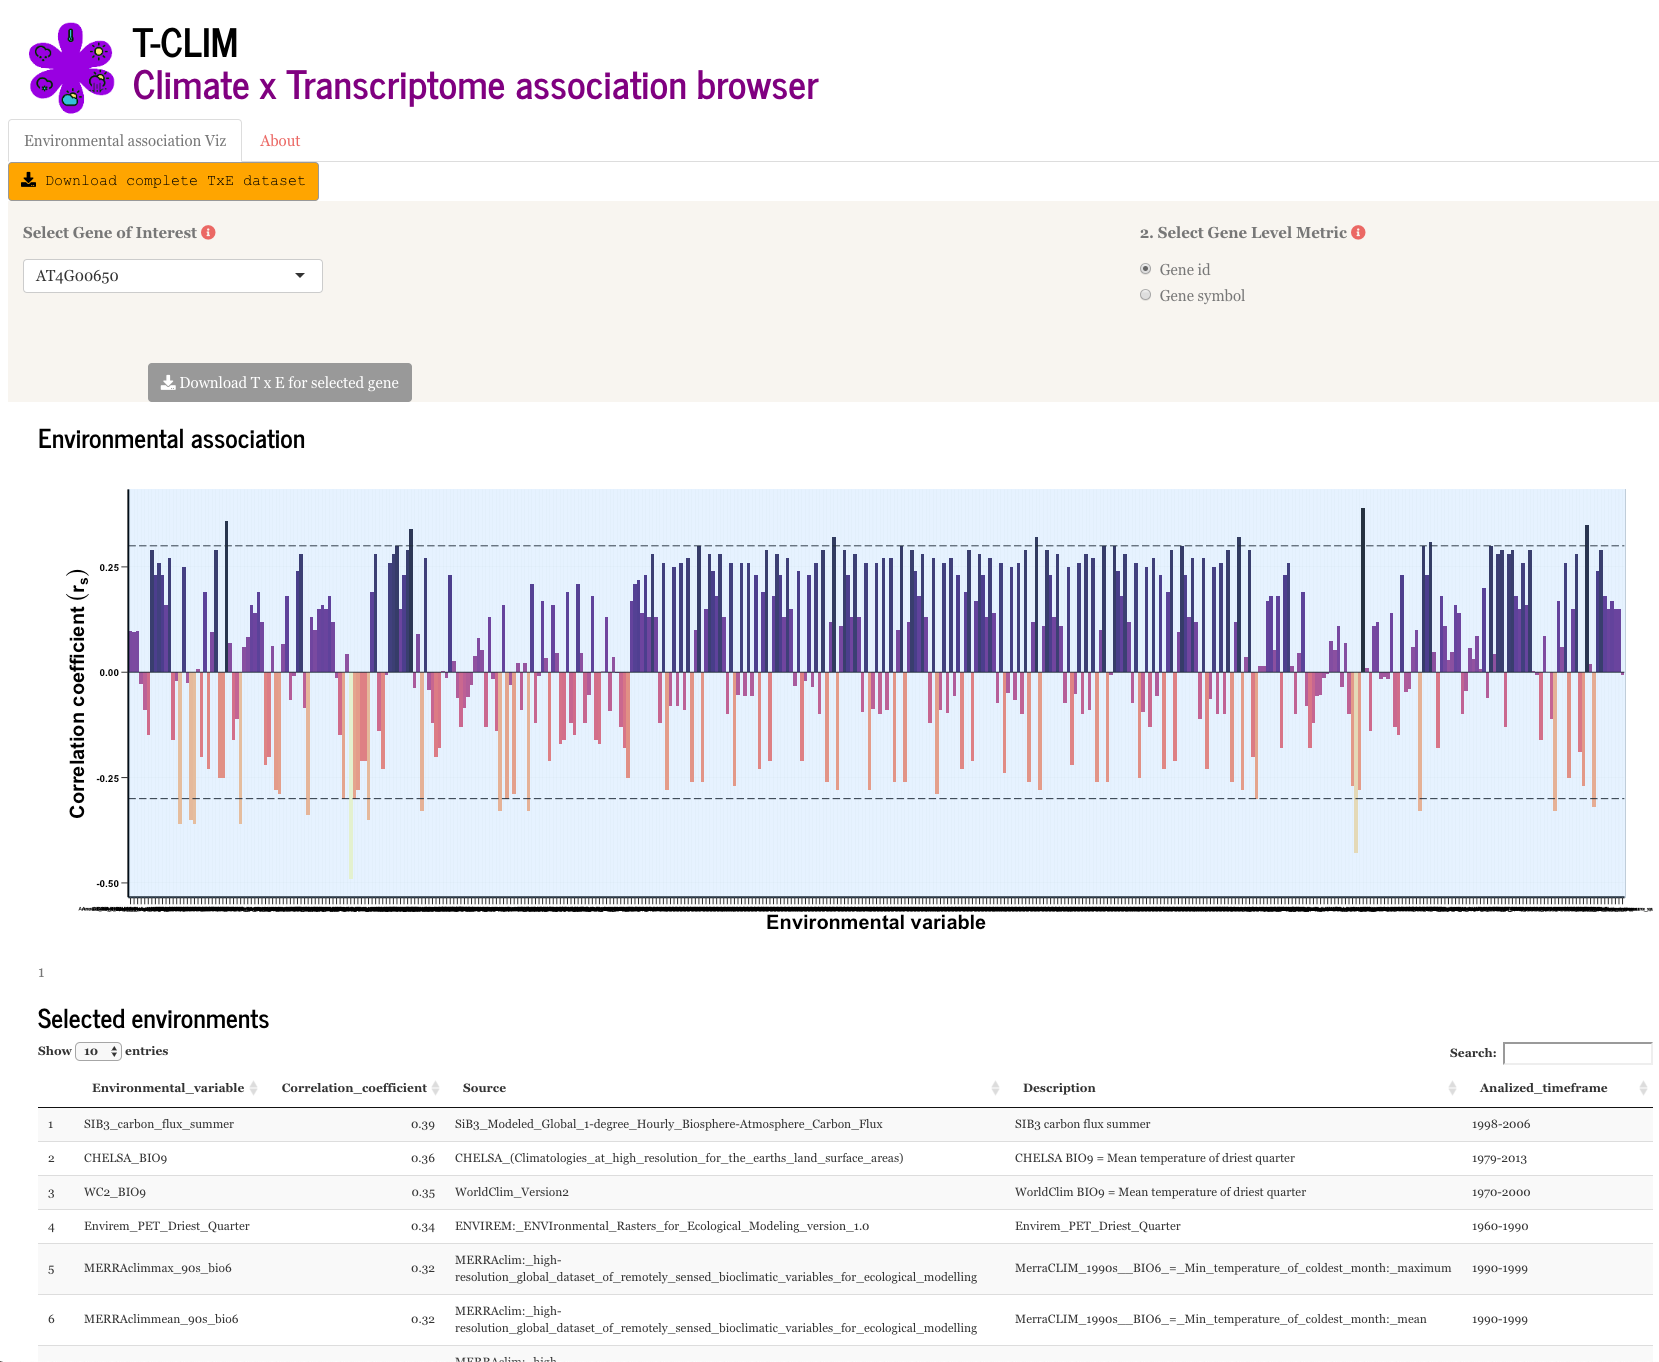 T-CLIM
Climate x Transcriptome association browser
Environmental association Viz About
Download complete TxE dataset
Select Gene of Interest
AT4G00650
2. Select Gene Level Metric
Gene id
Gene symbol
Download T x E for selected gene
Environmental association
Correlation coefficient (rs)
0.25
0.00
-0.25
-0.50
Environmental variable
1
Selected environments
Show 10 entries
Search:
Environmental_variable Correlation_coefficient Source Description Analized_timeframe
1 SIB3_carbon_flux_summer 0.39 SiB3_Modeled_Global_1-degree_Hourly_Biosphere-Atmosphere_Carbon_Flux SIB3 carbon flux summer 1998-2006
2 CHELSA_BIO9 0.36 CHELSA_(Climatologies_at_high_resolution_for_the_earths_land_surface_areas) CHELSA BIO9 = Mean temperature of driest quarter 1979-2013
3 WC2_BIO9 0.35 WorldClim_Version2 WorldClim BIO9 = Mean temperature of driest quarter 1970-2000
4 Envirem_PET_Driest_Quarter 0.34 ENVIREM:_ENVIronmental_Rasters_for_Ecological_Modeling_version_1.0 Envirem_PET_Driest_Quarter 1960-1990
5 MERRAclimmax_90s_bio6 0.32 MERRAclim:_high-
resolution_global_dataset_of_remotely_sensed_bioclimatic_variables_for_ecological_modelling MerraCLIM_1990s__BIO6_=_Min_temperature_of_coldest_month:_maximum 1990-1999
6 MERRAclimmean_90s_bio6 0.32 MERRAclim:_high-
resolution_global_dataset_of_remotely_sensed_bioclimatic_variables_for_ecological_modelling MerraCLIM_1990s__BIO6_=_Min_temperature_of_coldest_month:_mean 1990-1999
MERRAclim:_high-